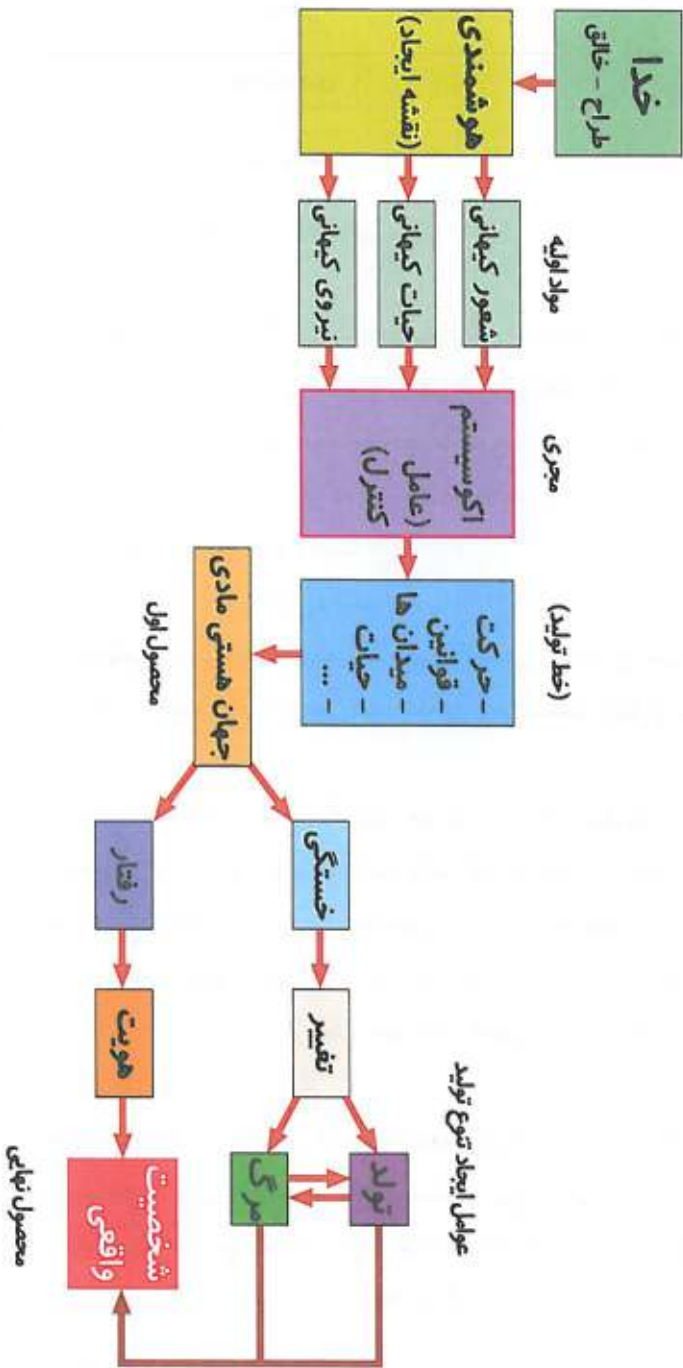 خدا
طراح - خالق
هوشمندی
(نقشه ایجاد)
مواد اولیه
شعور کیهانی
حیات کیهانی
نیروی کیهانی
مجری
اکوسیستم
(عامل
کنترل)
(خط تولید)
- حرکت
- قوانین
- میدان ها
- حیات
- ...
جهان هستی مادی
محصول اول
خستگی
رفتار
تغییر
هویت
عوامل ایجاد تنوع تولید
تولد
مرگ
شخصیت
واقعی
محصول نهایی